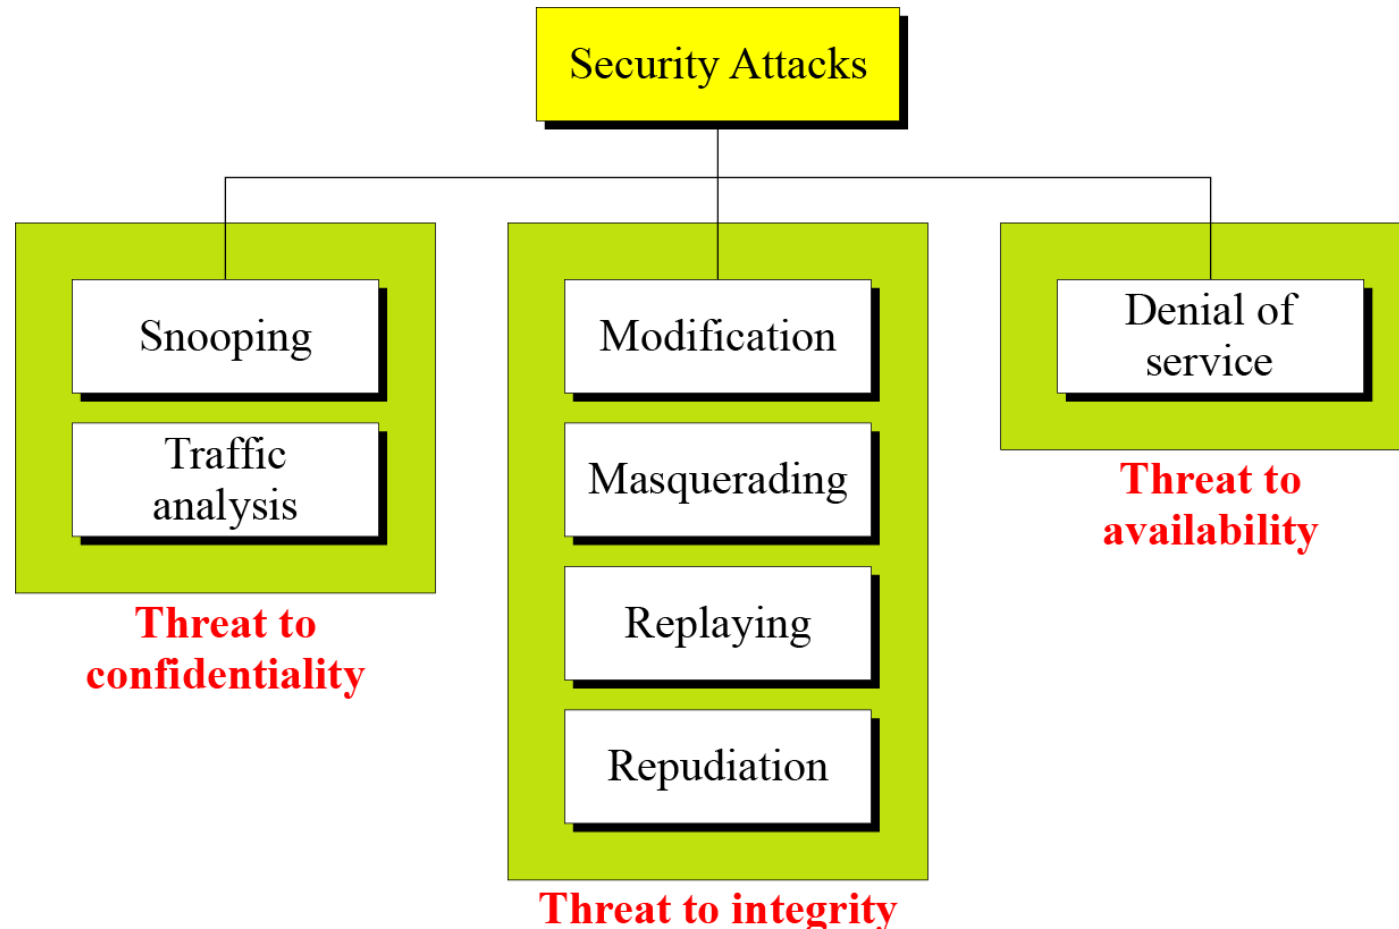 Security Attacks
Snooping
Traffic
analysis
Threat to
confidentiality
Modification
Masquerading
Replaying
Repudiation
Threat to integrity
Denial of
service
Threat to
availability